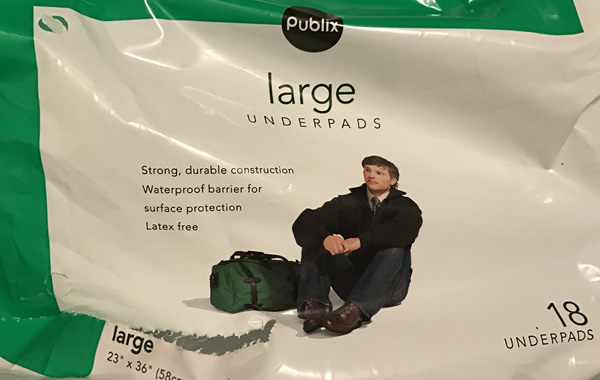 publix
large
UNDERPADS
Strong, durable construction
Waterproof barrier for
surface protection
Latex free
18
UNDERPADS
large
23" x 36"